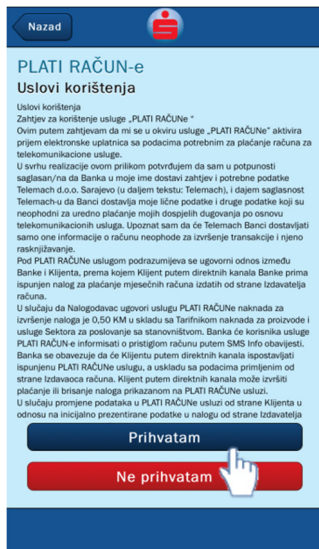 Nazad
PLATI RAČUN-e
Uslovi korištenja
Uslovi korištenja
Zahtjev za korištenje usluge „PLATI RAČUNe “
Ovim putem zahtjevam da mi se u okviru usluge „PLATI RAČUNe“ aktivira
prijem elektronske uplatnica sa podacima potrebnim za plaćanje računa za
telekomunikacione usluge.
U svrhu realizacije ovom prilikom potvrđujem da sam u potpunosti
saglasan/na da Banka u moje ime dostavi zahtjev i potrebne podatke
Telemach d.o.o. Sarajevo (u daljem tekstu: Telemach), i dajem saglasnost
Telemach-u da Banci dostavlja moje lične podatke i druge podatke koji su
neophodni za uredno plaćanje mojih dospjelih dugovanja po osnovu
telekomunikacionih usluga. Upoznat sam da će Telemach Banci dostavljati
samo one informacije o računu neophode za izvršenje transakcije i njeno
rasknjižavanje.
Pod PLATI RAČUNe uslugom podrazumijeva se ugovorni odnos između
Banke i Klijenta, prema kojem Klijent putem direktnih kanala Banke prima
ispunjen nalog za plaćanje mjesečnih računa izdatih od strane Izdavatelja
računa.
U slučaju da Nalogodavac ugovori uslugu PLATI RAČUNe naknada za
izvršenje naloga je 0,50 KM u skladu sa Tarifnikom naknada za proizvode i
usluge Sektora za poslovanje sa stanovništvom. Banka će korisnika usluge
PLATI RAČUN-e informisati o pristiglom računu putem SMS Info obavijesti.
Banka se obavezuje da će Klijentu putem direktnih kanala ispostavljati
ispunjenu PLATI RAČUNe uslugu, a uskladu sa podacima primljenim od
strane Izdavaoca računa. Klijent putem direktnih kanala može izvršiti
plaćanje ili brisanje naloga prikazanom na PLATI RAČUNe usluzi.
U slučaju promjene podataka u PLATI RAČUNe usluzi od strane Klijenta u
odnosu na inicijalno prezentirane podatke u nalogu od strane Izdavatelja
Prihvatam
Ne prihvatam